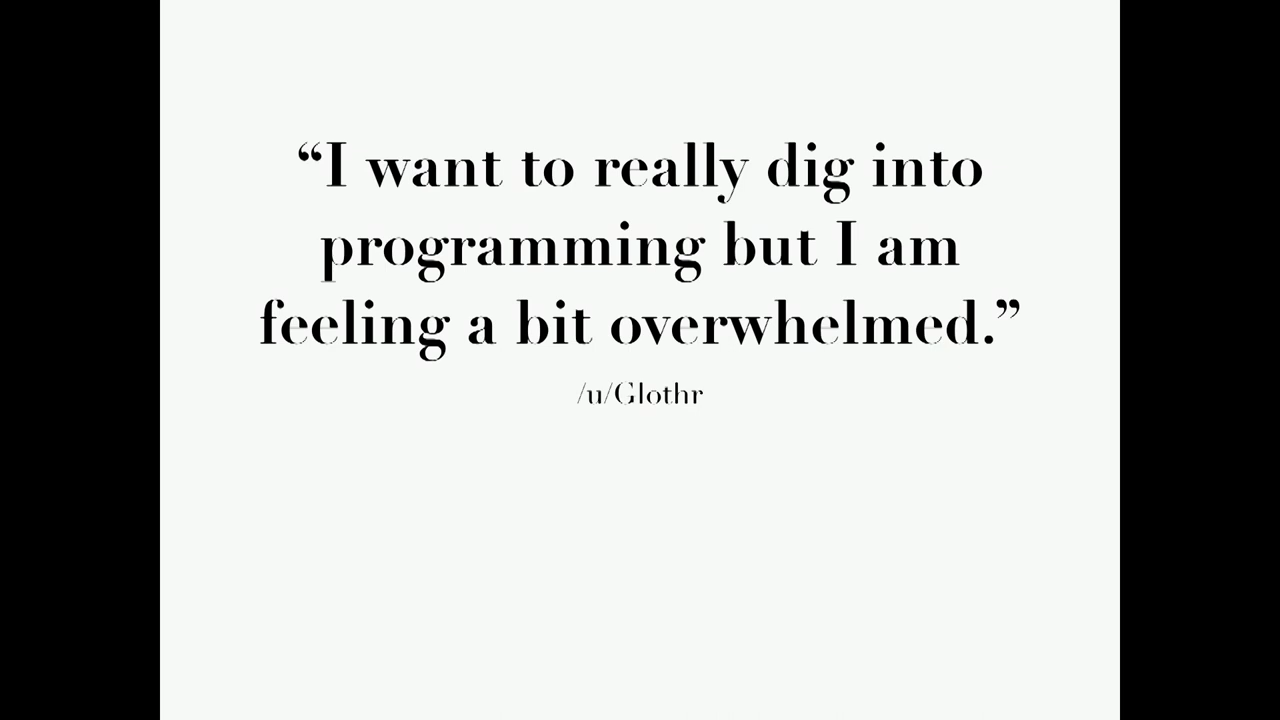 “I want to really dig into
programming but I am
feeling a bit overwhelmed.”
/u/Glothr